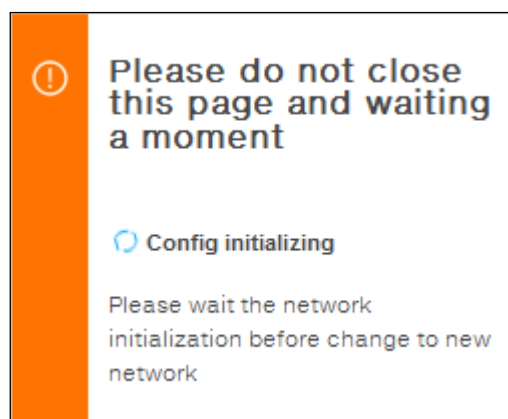 Please do not close
this page and waiting
a moment
Config initializing
Please wait the network
initialization before change to new
network